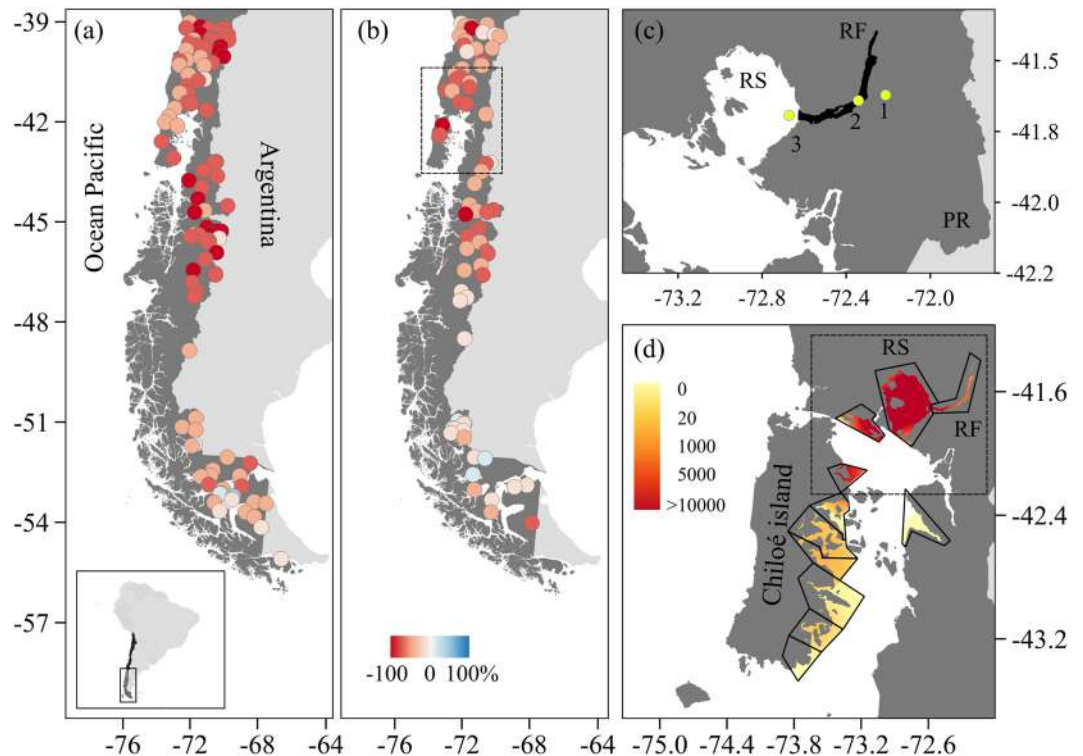 (a)
-39
-42
-45
-48
-51
-54
-57
Ocean Pacific
Argentina
-76 -72 -68 -64
(b)
-100 0 100%
-76 -72 -68 -64
(c)
RS
RF
1
2
3
PR
-41.5
-41.8
-42.0
-42.2
-73.2 -72.8 -72.4 -72.0
(d)
0
20
1000
5000
>10000
RS
RF
Chiloé island
-41.6
-42.4
-43.2
-75.0 -74.4 -73.8 -73.2 -72.6